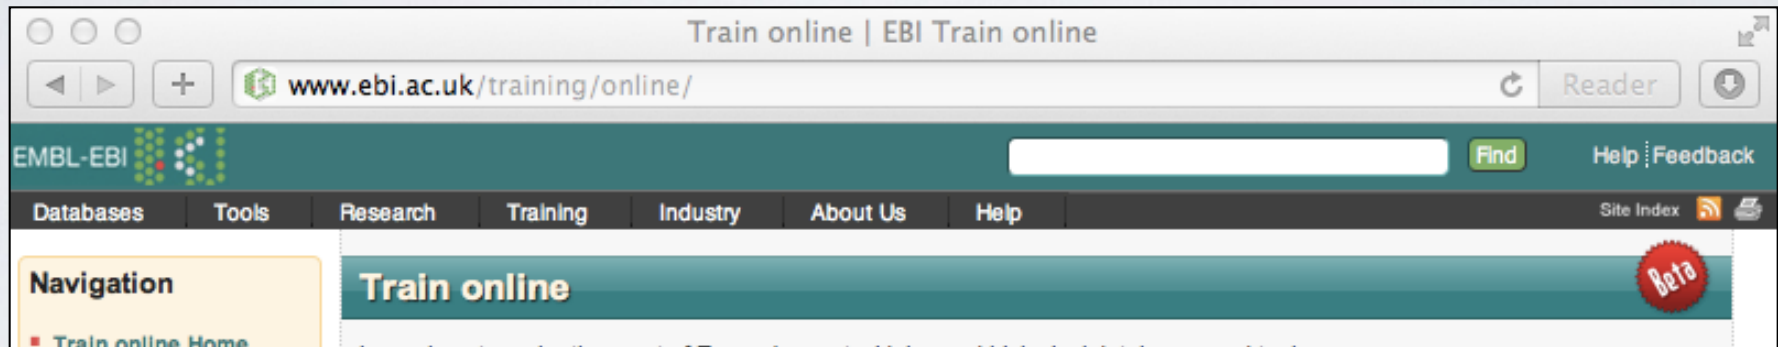 Train online | EBI Train online
www.ebi.ac.uk/training/online/
Reader
EMBL-EBI
Find
Help Feedback
Databases Tools Research Training Industry About Us Help
Site Index
Navigation
Train online
Beta
Train online Home